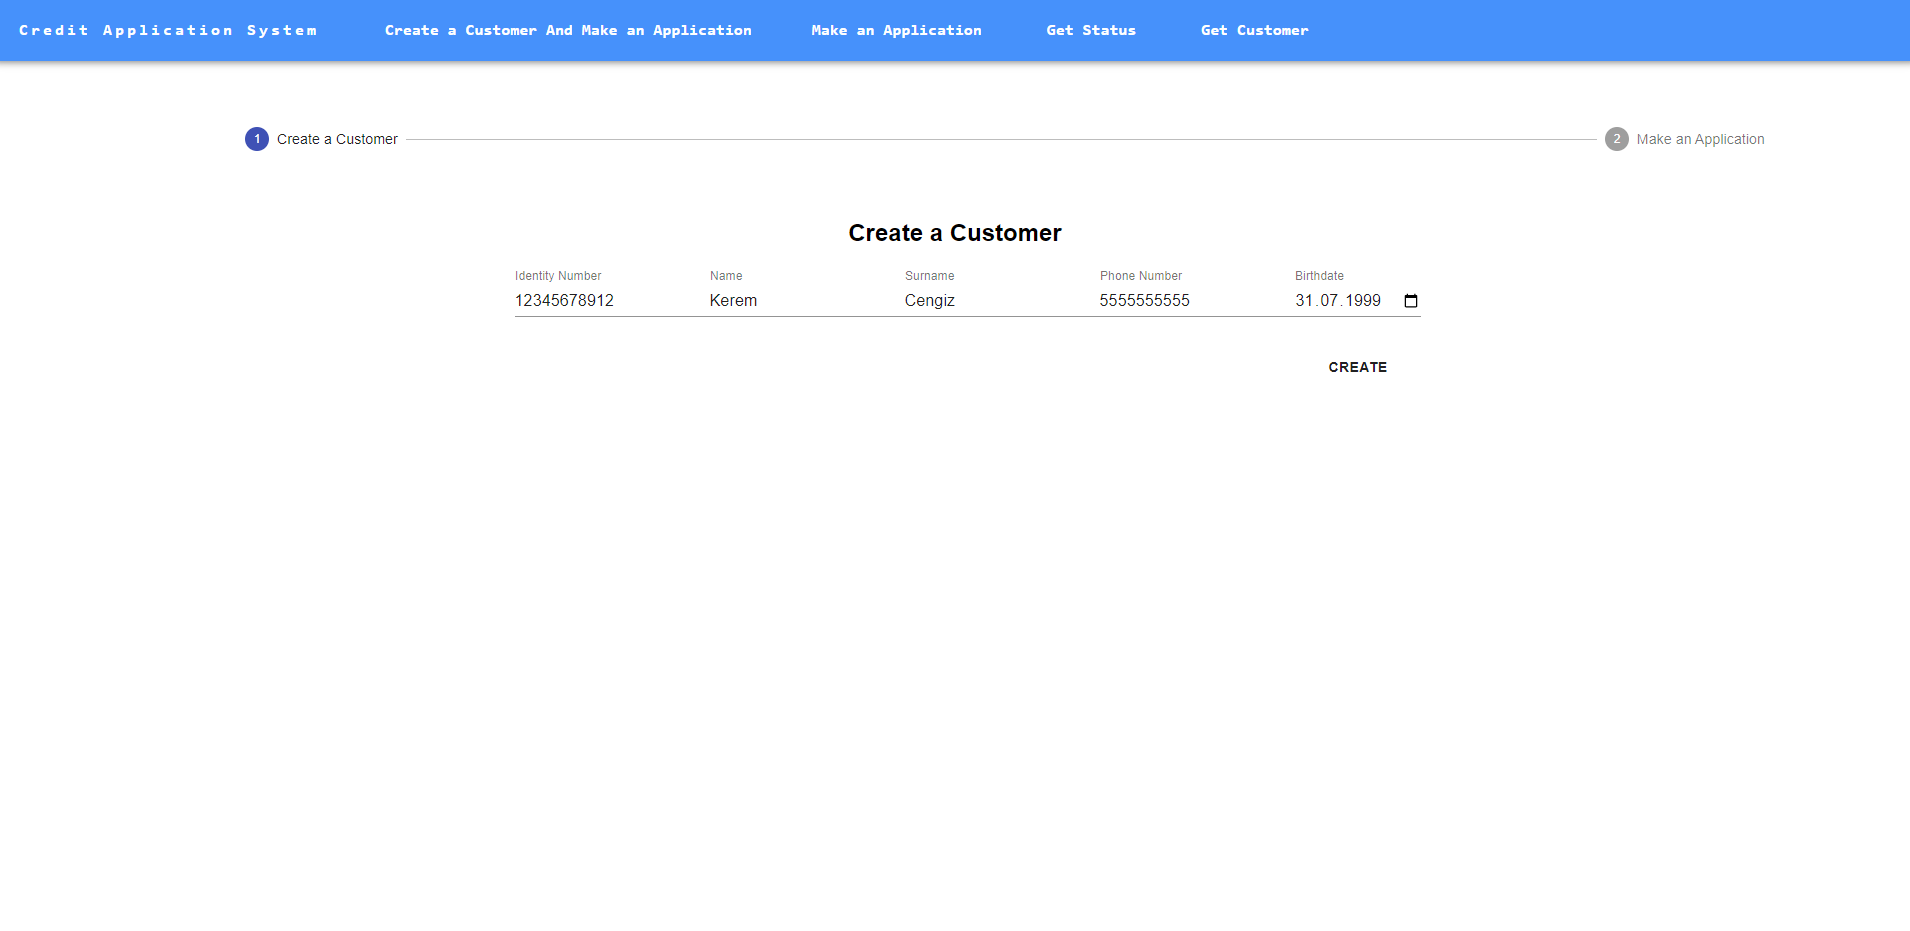 Credit Application System Create a Customer And Make an Application Make an Application Get Status Get Customer
1 Create a Customer 2 Make an Application
Create a Customer
Identity Number Name Surname Phone Number Birthdate
12345678912 Kerem Cengiz 5555555555 31.07.1999
CREATE